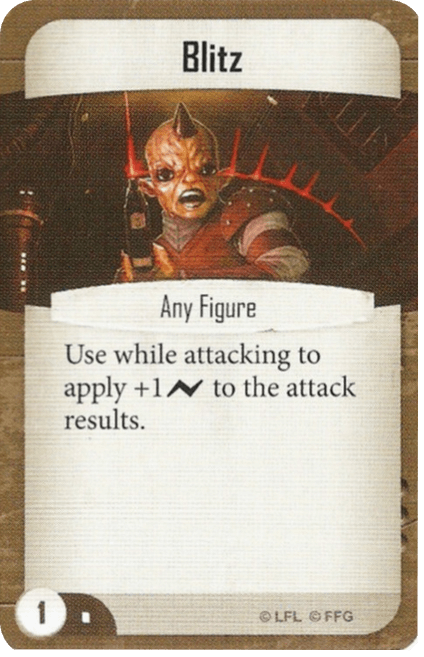 Blitz
Any Figure
Use while attacking to
apply +1 to the attack
results.
1
© LFL © FFG